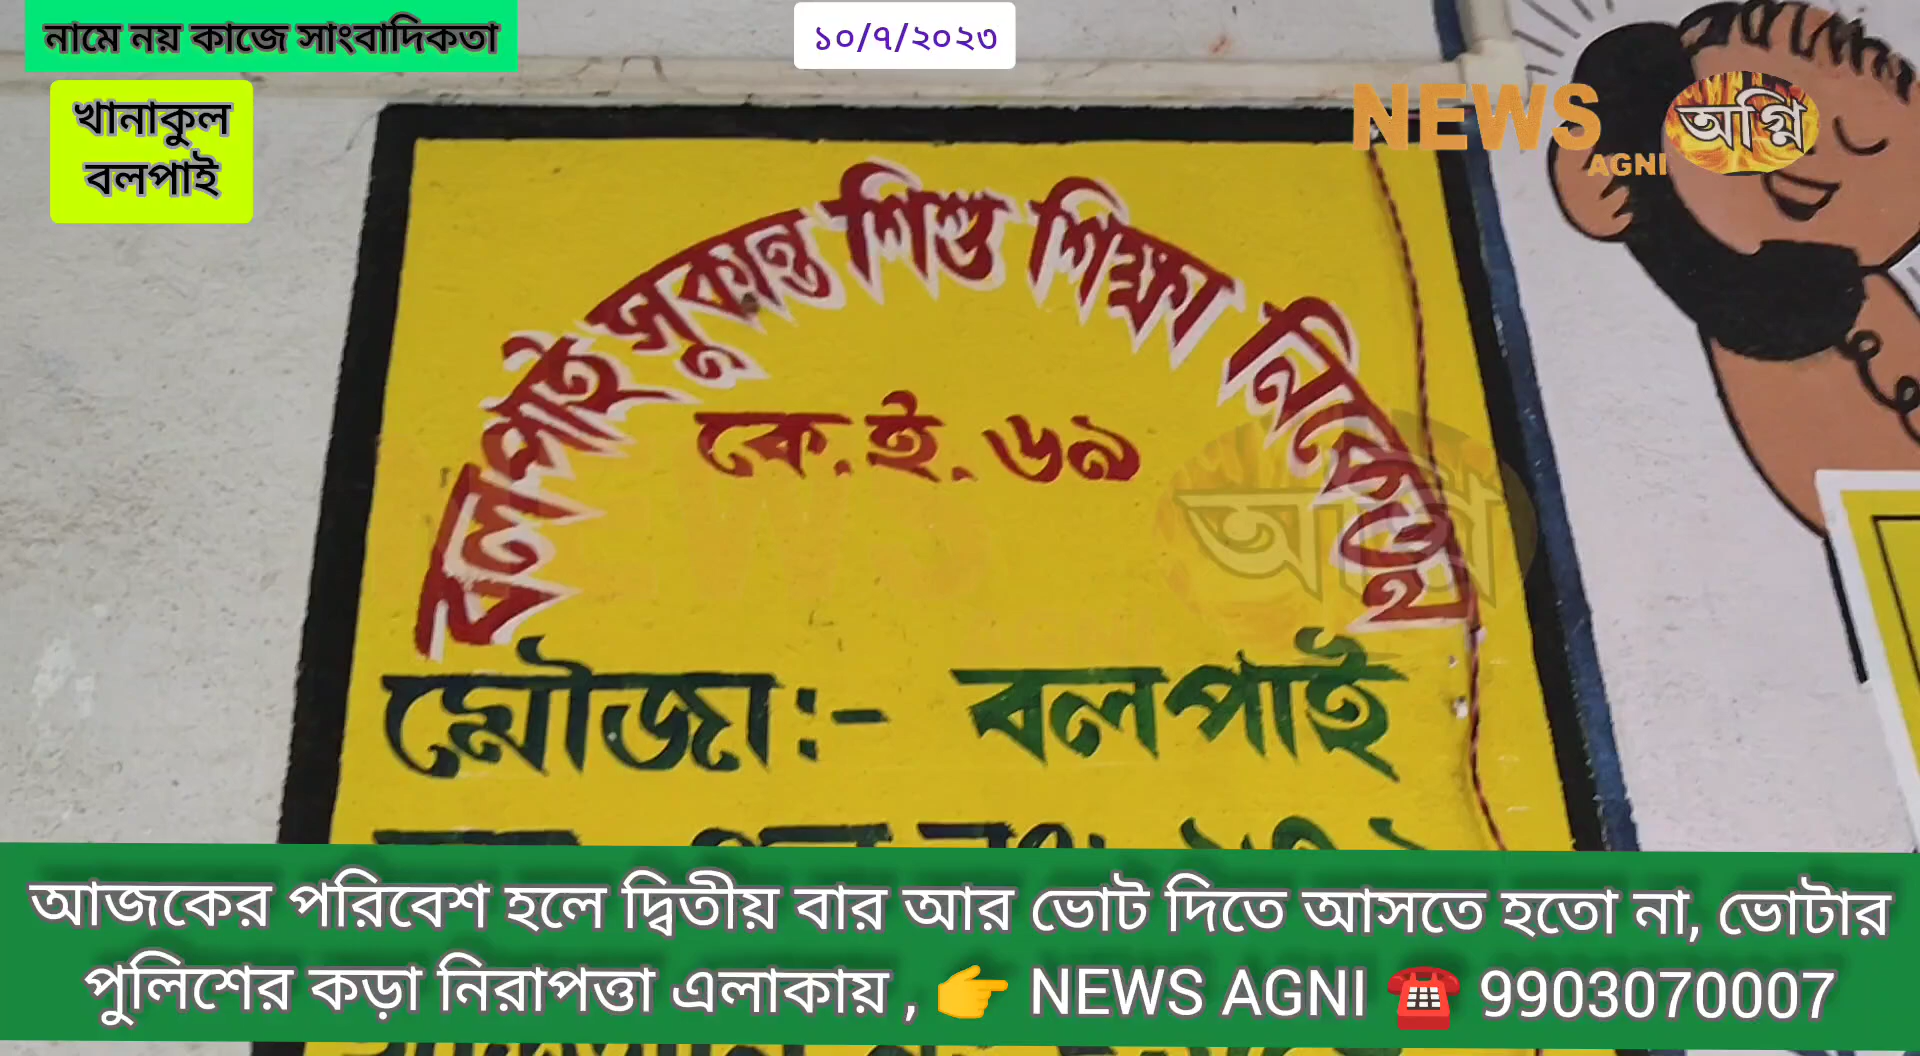 নামে নয় কাজে সাংবাদিকতা
১০/৭/২০২৩
খানাকুল
বলপাই
NEWS
AGNI
অগ্নি
বলপাই সুকান্ত শিশু শিক্ষা নিকেতন
কে.ই.৬৯
অগ্নি
মৌজা:- বলপাই
আজকের পরিবেশ হলে দ্বিতীয় বার আর ভোট দিতে আসতে হতো না, ভোটার
পুলিশের কড়া নিরাপত্তা এলাকায় , 👉 NEWS AGNI ☎️ 9903070007